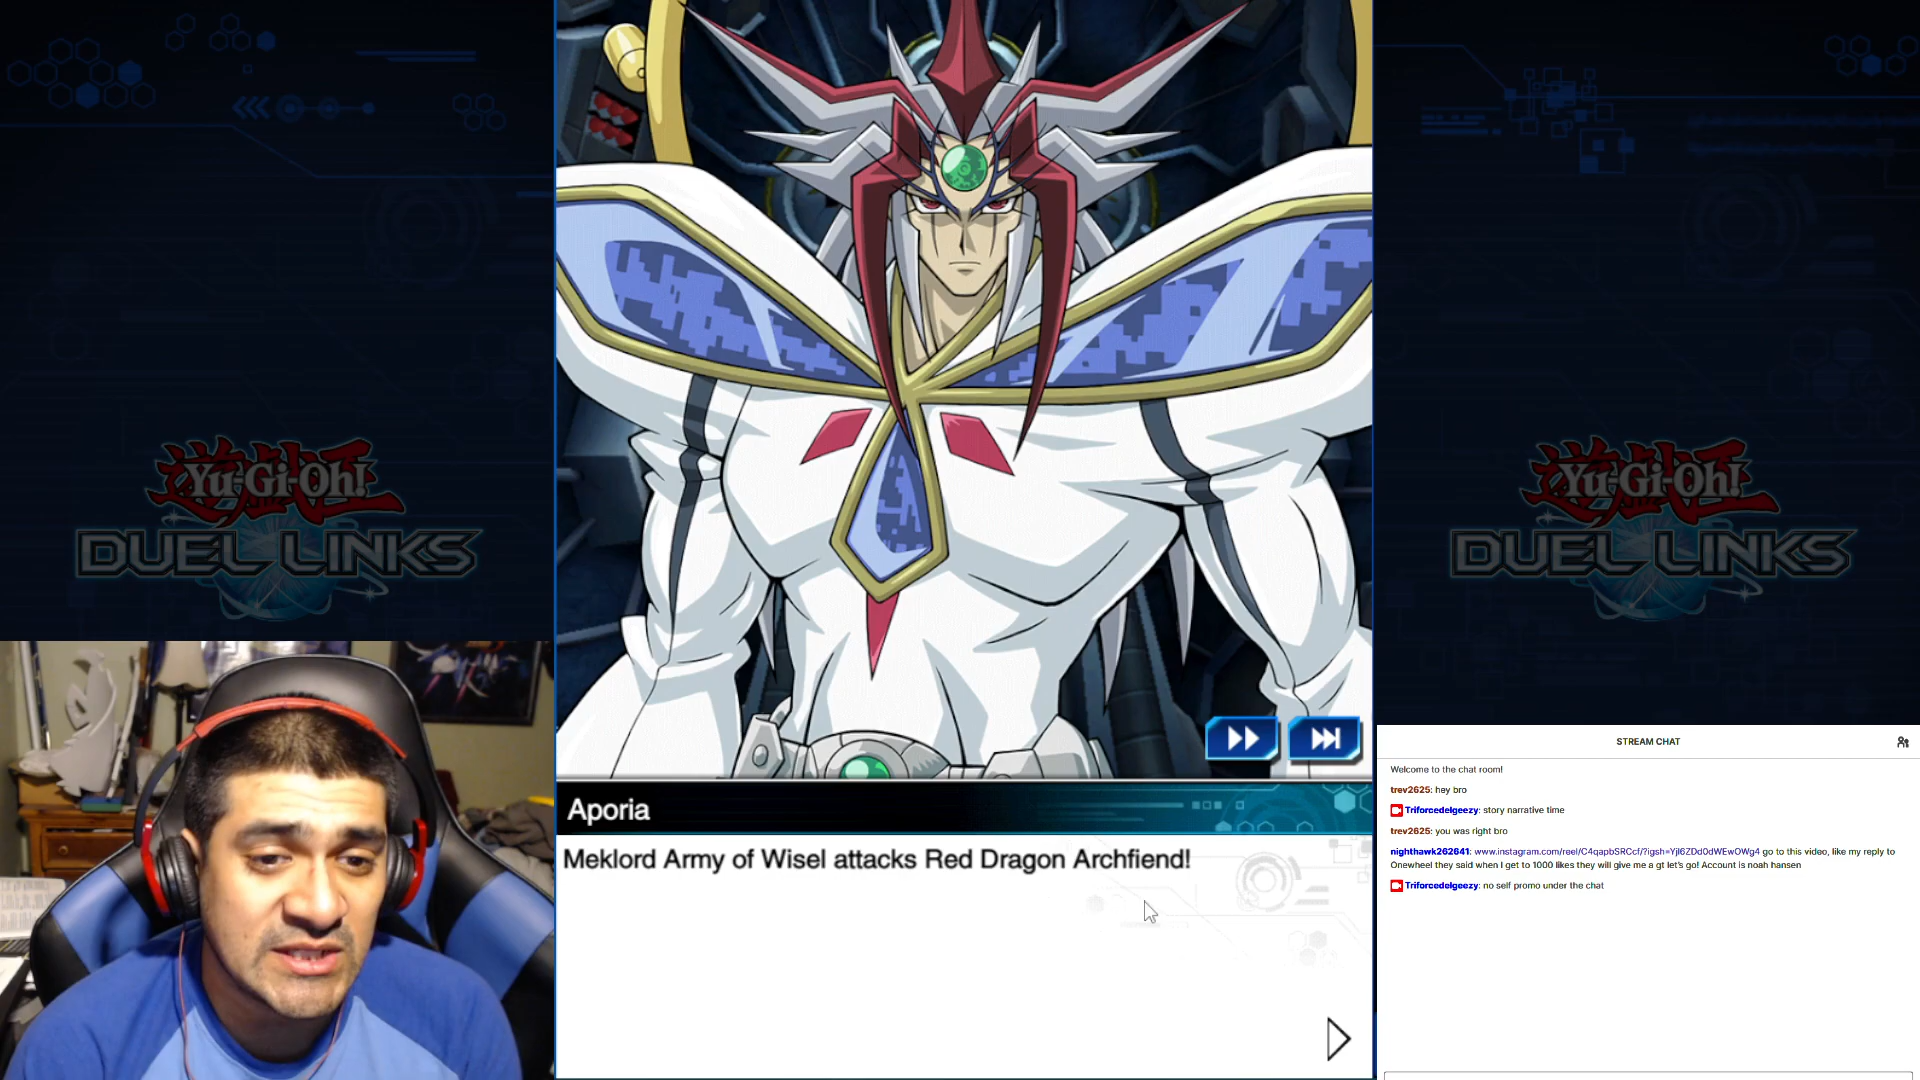 Yu-Gi-Oh!
DUEL LINKS
Yu-Gi-Oh!
DUEL LINKS
Aporia
Meklord Army of Wisel attacks Red Dragon Archfiend!
STREAM CHAT
Welcome to the chat room!
trev2625: hey bro
Triforcedelgeezy: story narrative time
trev2625: you was right bro
nighthawk262641: www.instagram.com/reel/C4qapbSRCcf/?igsh=Yjl6ZDd0dWEwOWg4 go to this video, like my reply to
Onewheel they said when I get to 1000 likes they will give me a gt let's go! Account is noah hansen
Triforcedelgeezy: no self promo under the chat